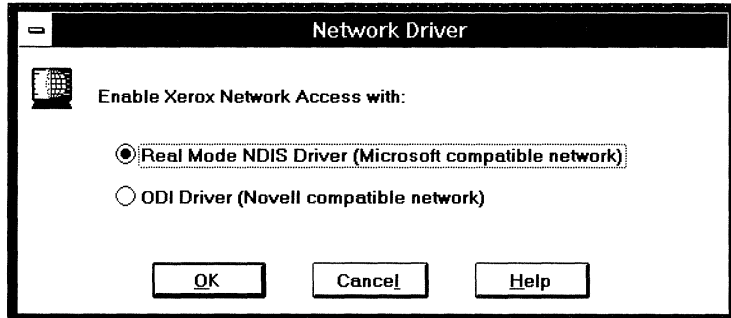 Network Driver
Enable Xerox Network Access with:
Real Mode NDIS Driver (Microsoft compatible network)
ODI Driver (Novell compatible network)
OK Cancel Help